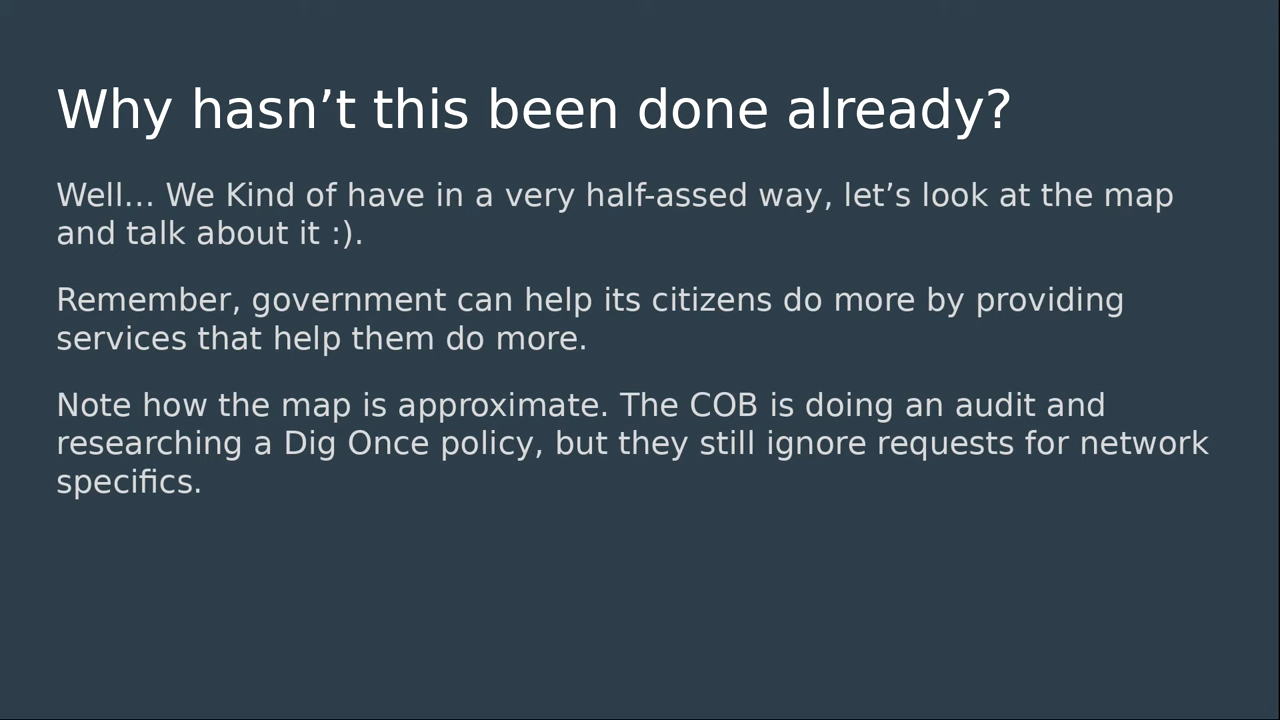 Why hasn’t this been done already?
Well... We Kind of have in a very half-assed way, let’s look at the map
and talk about it :).
Remember, government can help its citizens do more by providing
services that help them do more.
Note how the map is approximate. The COB is doing an audit and
researching a Dig Once policy, but they still ignore requests for network
specifics.